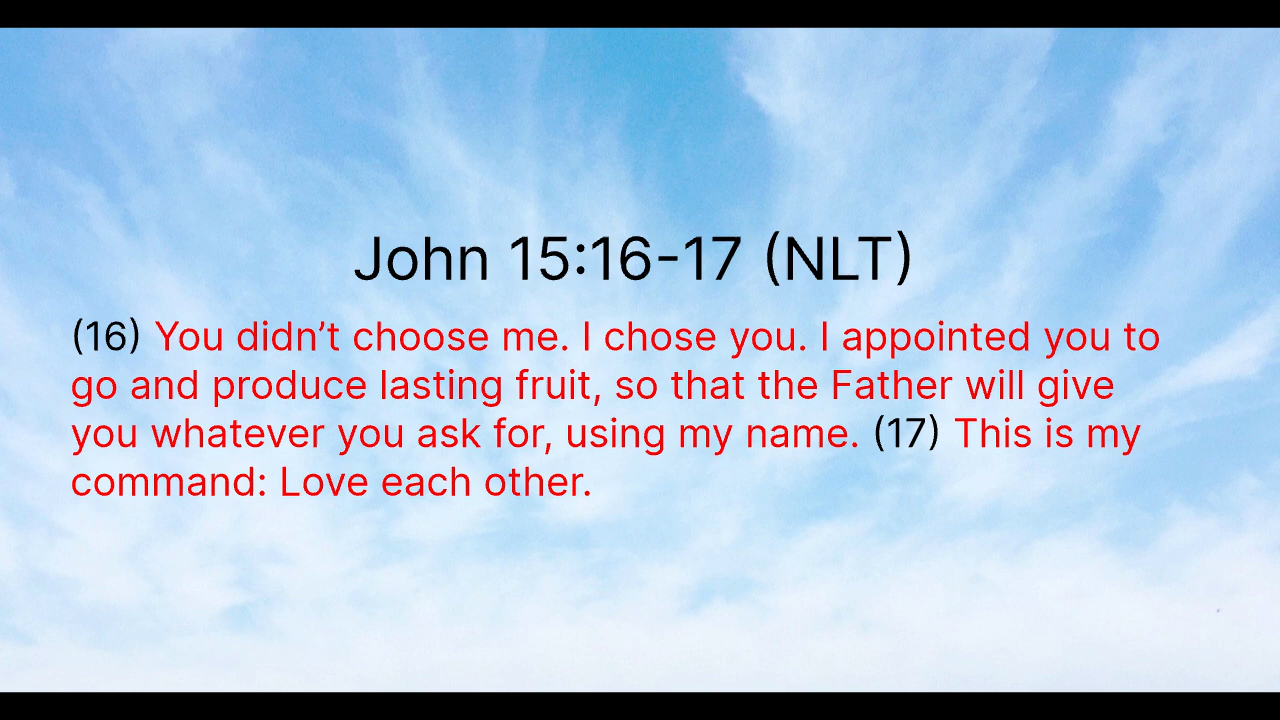 John 15:16-17 (NLT)
(16) You didn’t choose me. I chose you. I appointed you to
go and produce lasting fruit, so that the Father will give
you whatever you ask for, using my name. (17) This is my
command: Love each other.